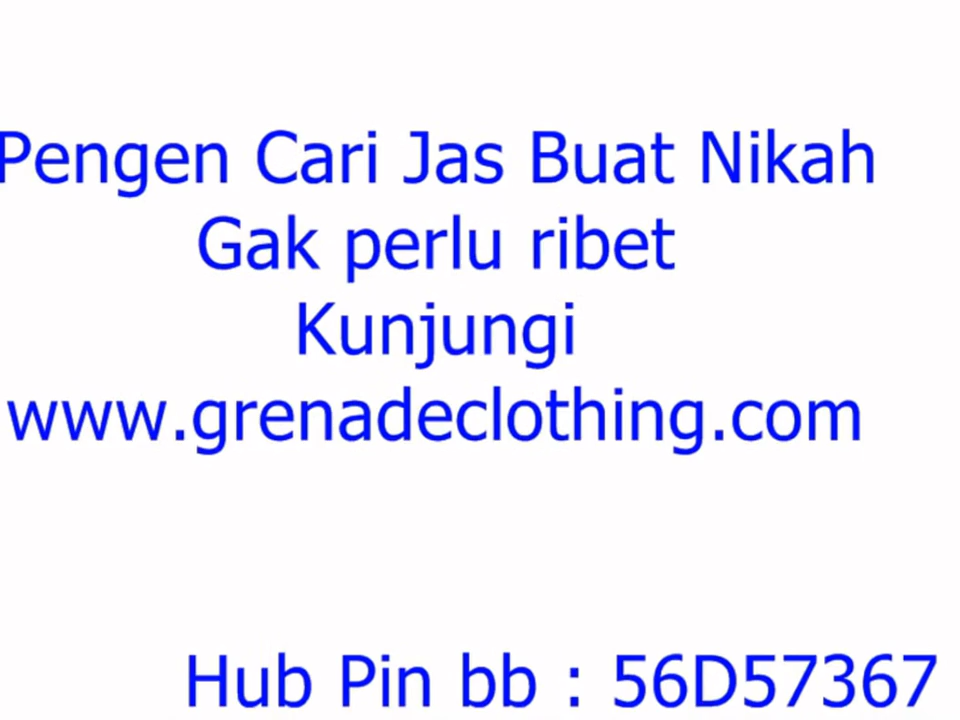 Pengen Cari Jas Buat Nikah
Gak perlu ribet
Kunjungi
www.grenadeclothing.com
Hub Pin bb : 56D57367